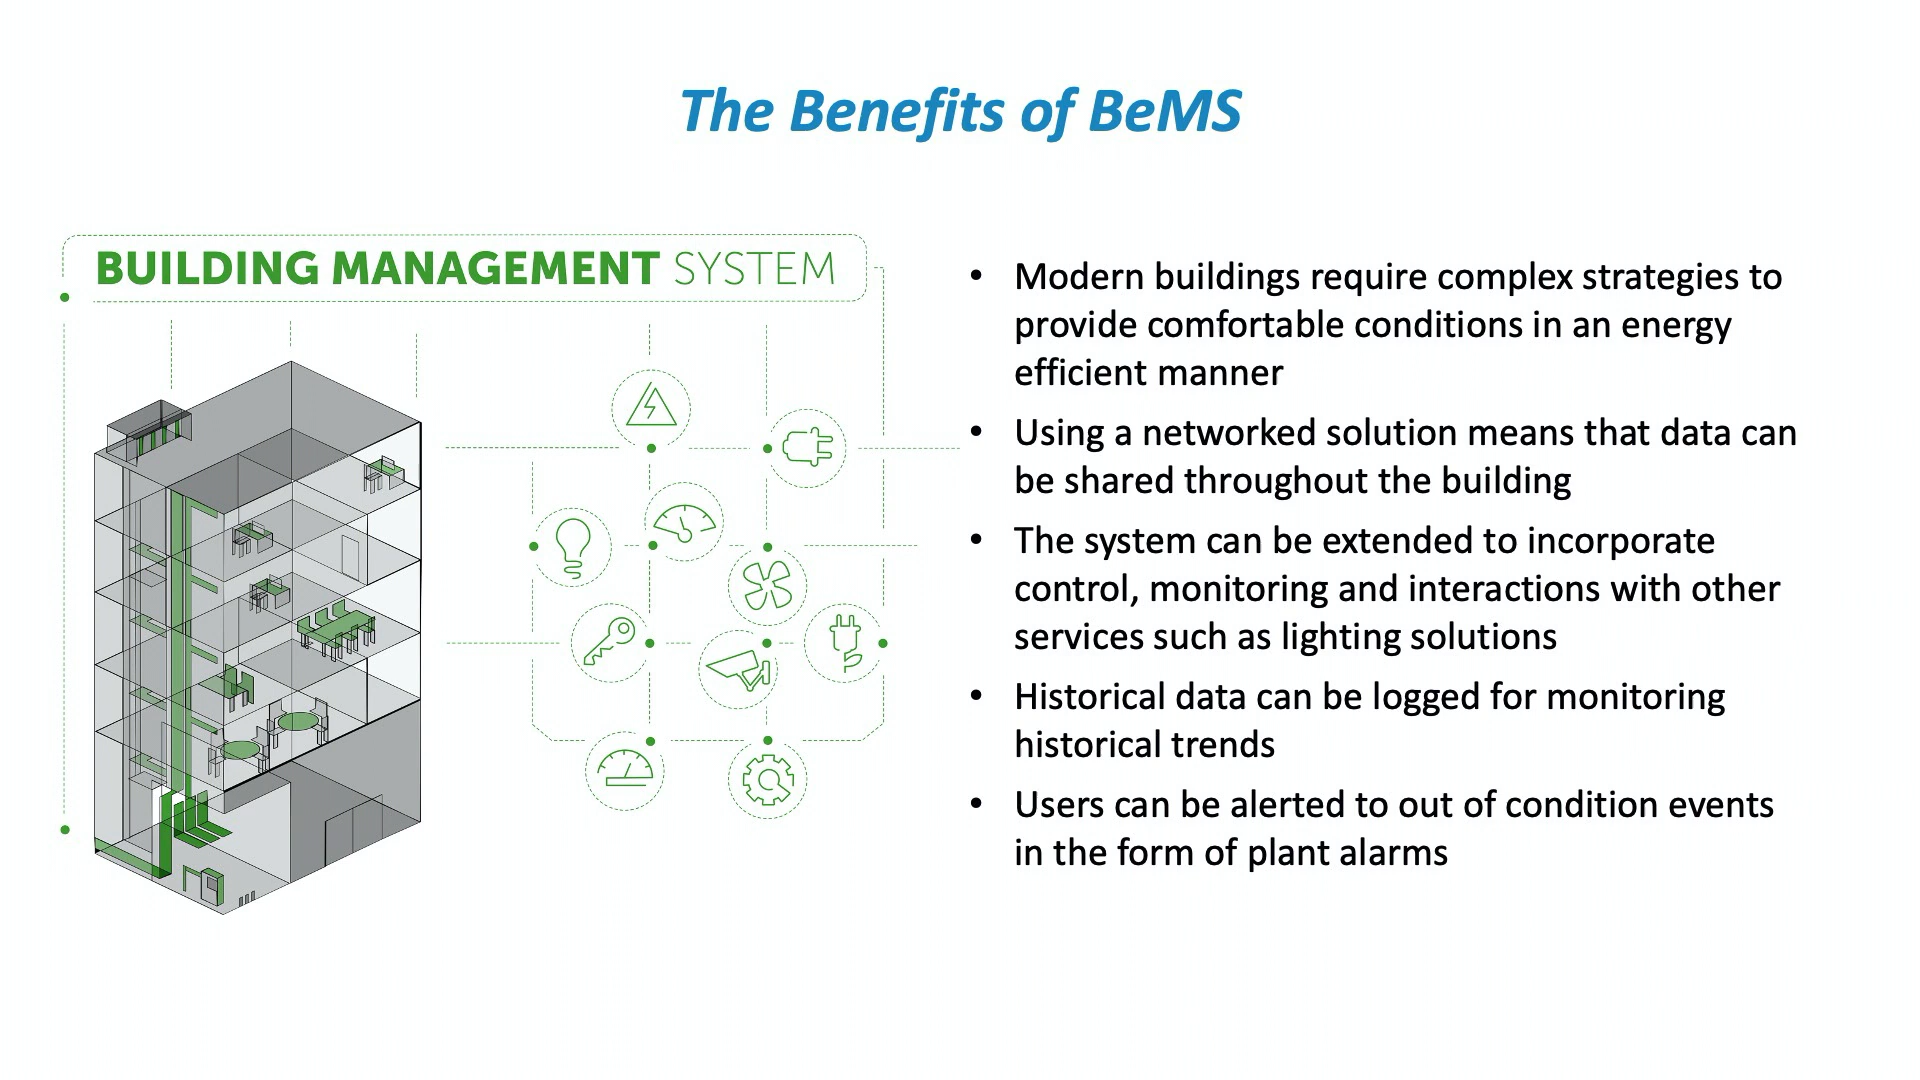 The Benefits of BeMS
BUILDING MANAGEMENT SYSTEM
• Modern buildings require complex strategies to
provide comfortable conditions in an energy
efficient manner
• Using a networked solution means that data can
be shared throughout the building
• The system can be extended to incorporate
control, monitoring and interactions with other
services such as lighting solutions
• Historical data can be logged for monitoring
historical trends
• Users can be alerted to out of condition events
in the form of plant alarms